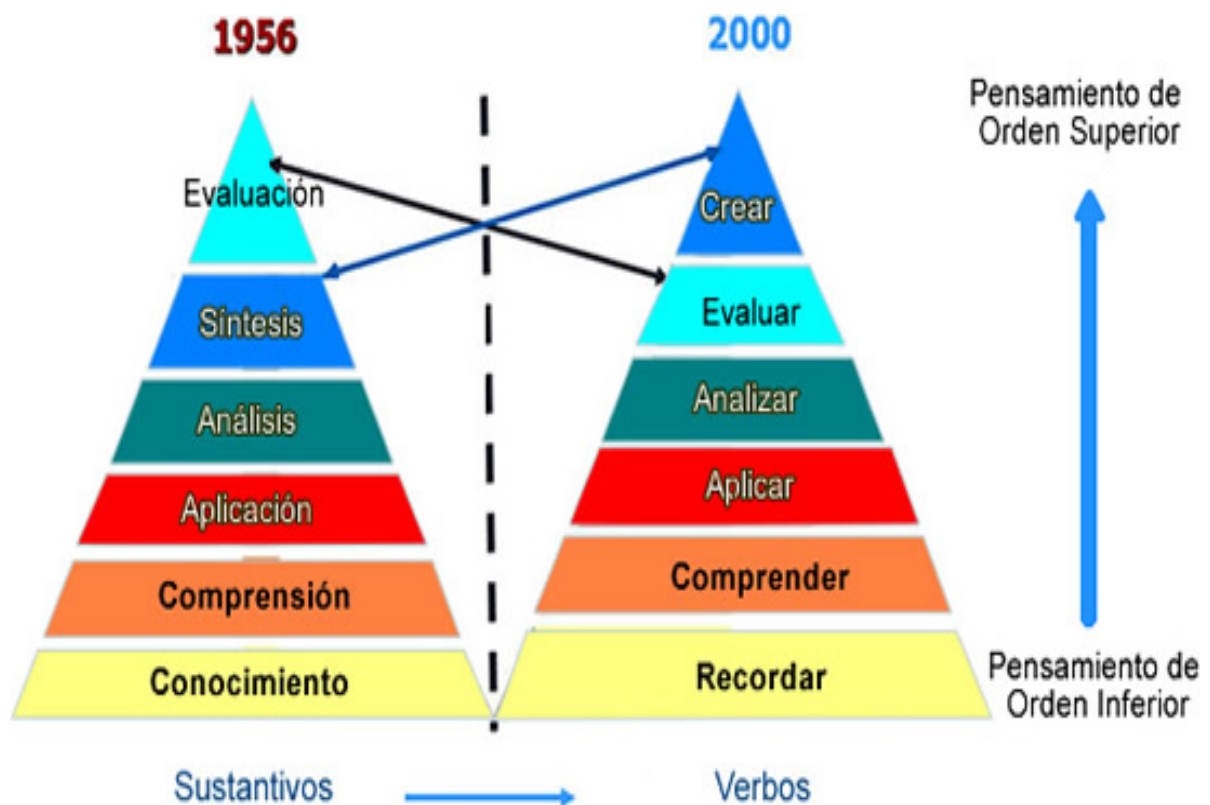 1956
2000
Pensamiento de
Orden Superior
Evaluación
Síntesis
Análisis
Aplicación
Comprensión
Conocimiento
Crear
Evaluar
Analizar
Aplicar
Comprender
Recordar
Pensamiento de
Orden Inferior
Sustantivos
Verbos